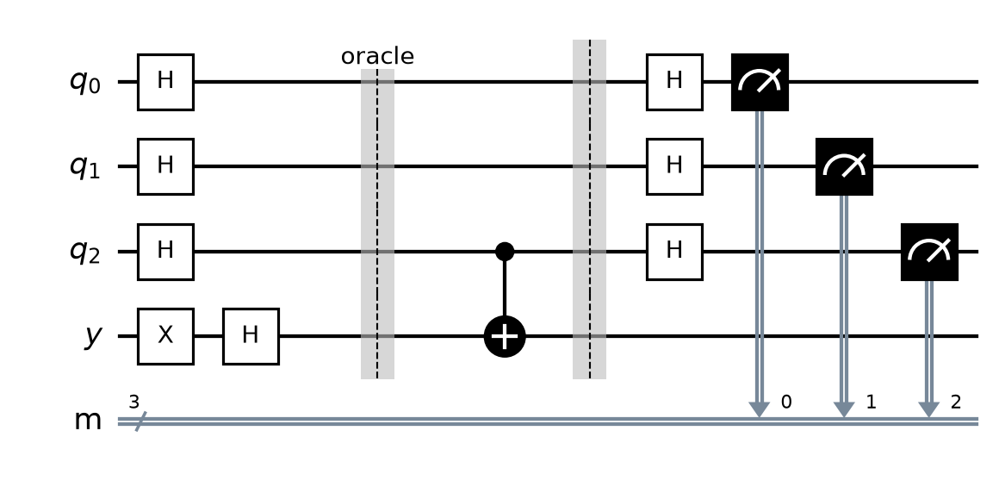 oracle
q0 H H
q1 H H
q2 H H
y X H
m 3 0 1 2